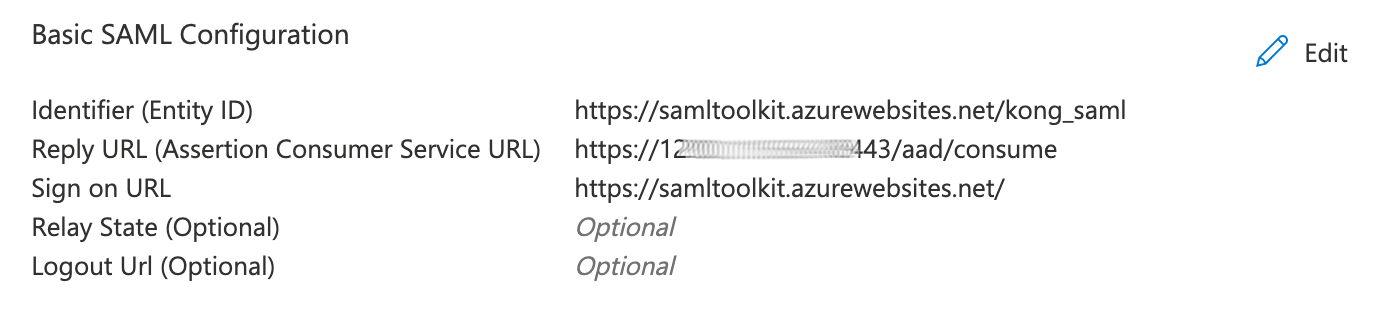 Basic SAML Configuration
Edit
Identifier (Entity ID) https://samltoolkit.azurewebsites.net/kong_saml
Reply URL (Assertion Consumer Service URL) https://12 443/aad/consume
Sign on URL https://samltoolkit.azurewebsites.net/
Relay State (Optional) Optional
Logout Url (Optional) Optional